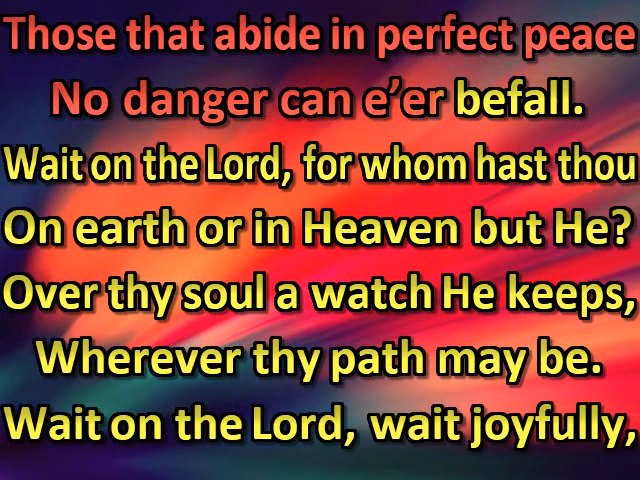 Those that abide in perfect peace
No danger can e’er befall.
Wait on the Lord, for whom hast thou
On earth or in Heaven but He?
Over thy soul a watch He keeps,
Wherever thy path may be.
Wait on the Lord, wait joyfully,